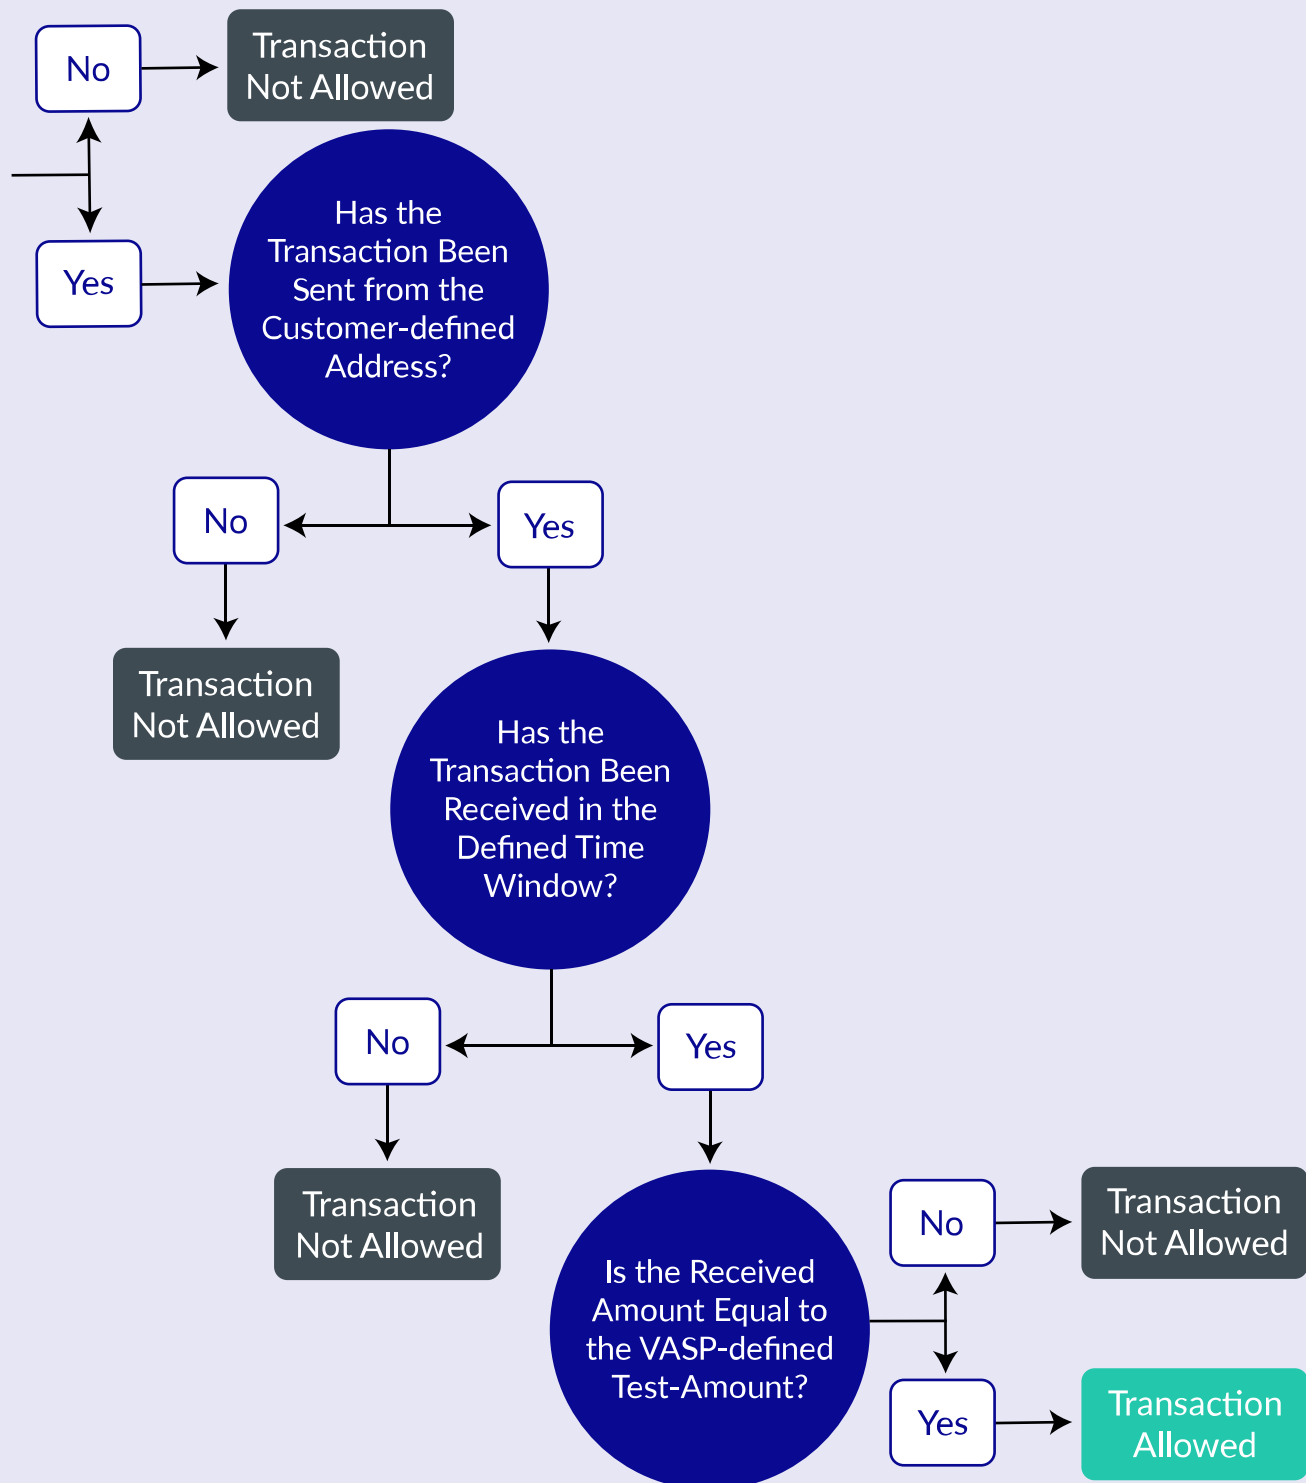 No
Transaction
Not Allowed
Yes
Has the
Transaction Been
Sent from the
Customer-defined
Address?
No
Yes
Transaction
Not Allowed
Has the
Transaction Been
Received in the
Defined Time
Window?
No
Yes
Transaction
Not Allowed
Is the Received
Amount Equal to
the VASP-defined
Test-Amount?
No
Transaction
Not Allowed
Yes
Transaction
Allowed